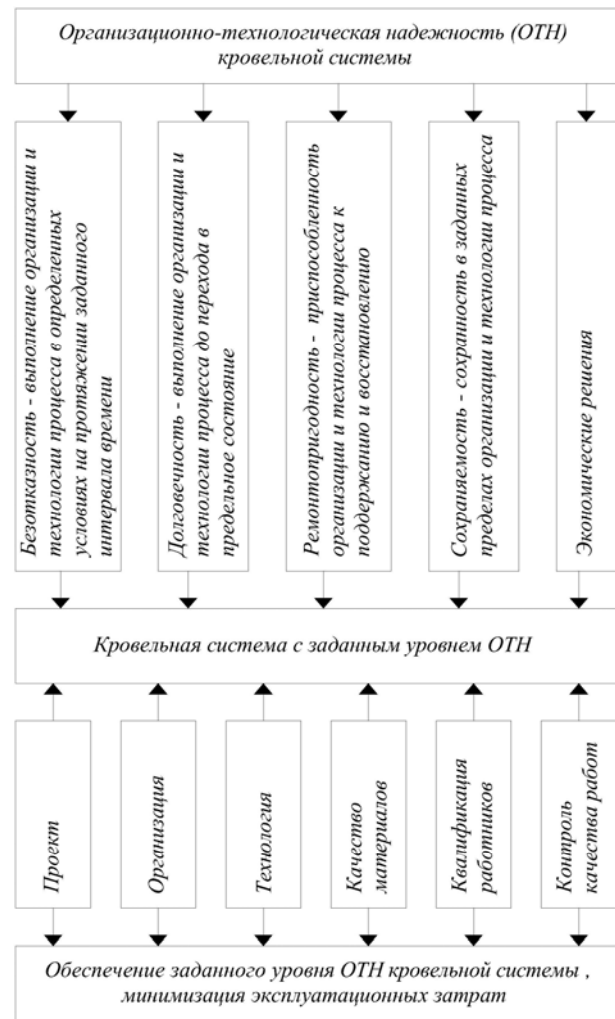 Организационно-технологическая надежность (ОТН)
кровельной системы
Безотказность - выполнение организации и
технологии процесса в определенных
условиях на протяжении заданного
интервала времени
Долговечность - выполнение организации и
технологии процесса до перехода в
предельное состояние
Ремонтопригодность - приспособленность
организации и технологии процесса к
поддержанию и восстановлению
Сохраняемость - сохранность в заданных
пределах организации и технологии процесса
Экономические решения
Кровельная система с заданным уровнем ОТН
Проект
Организация
Технология
Качество
материалов
Квалификация
работников
Контроль
качества работ
Обеспечение заданного уровня ОТН кровельной системы ,
минимизация эксплуатационных затрат